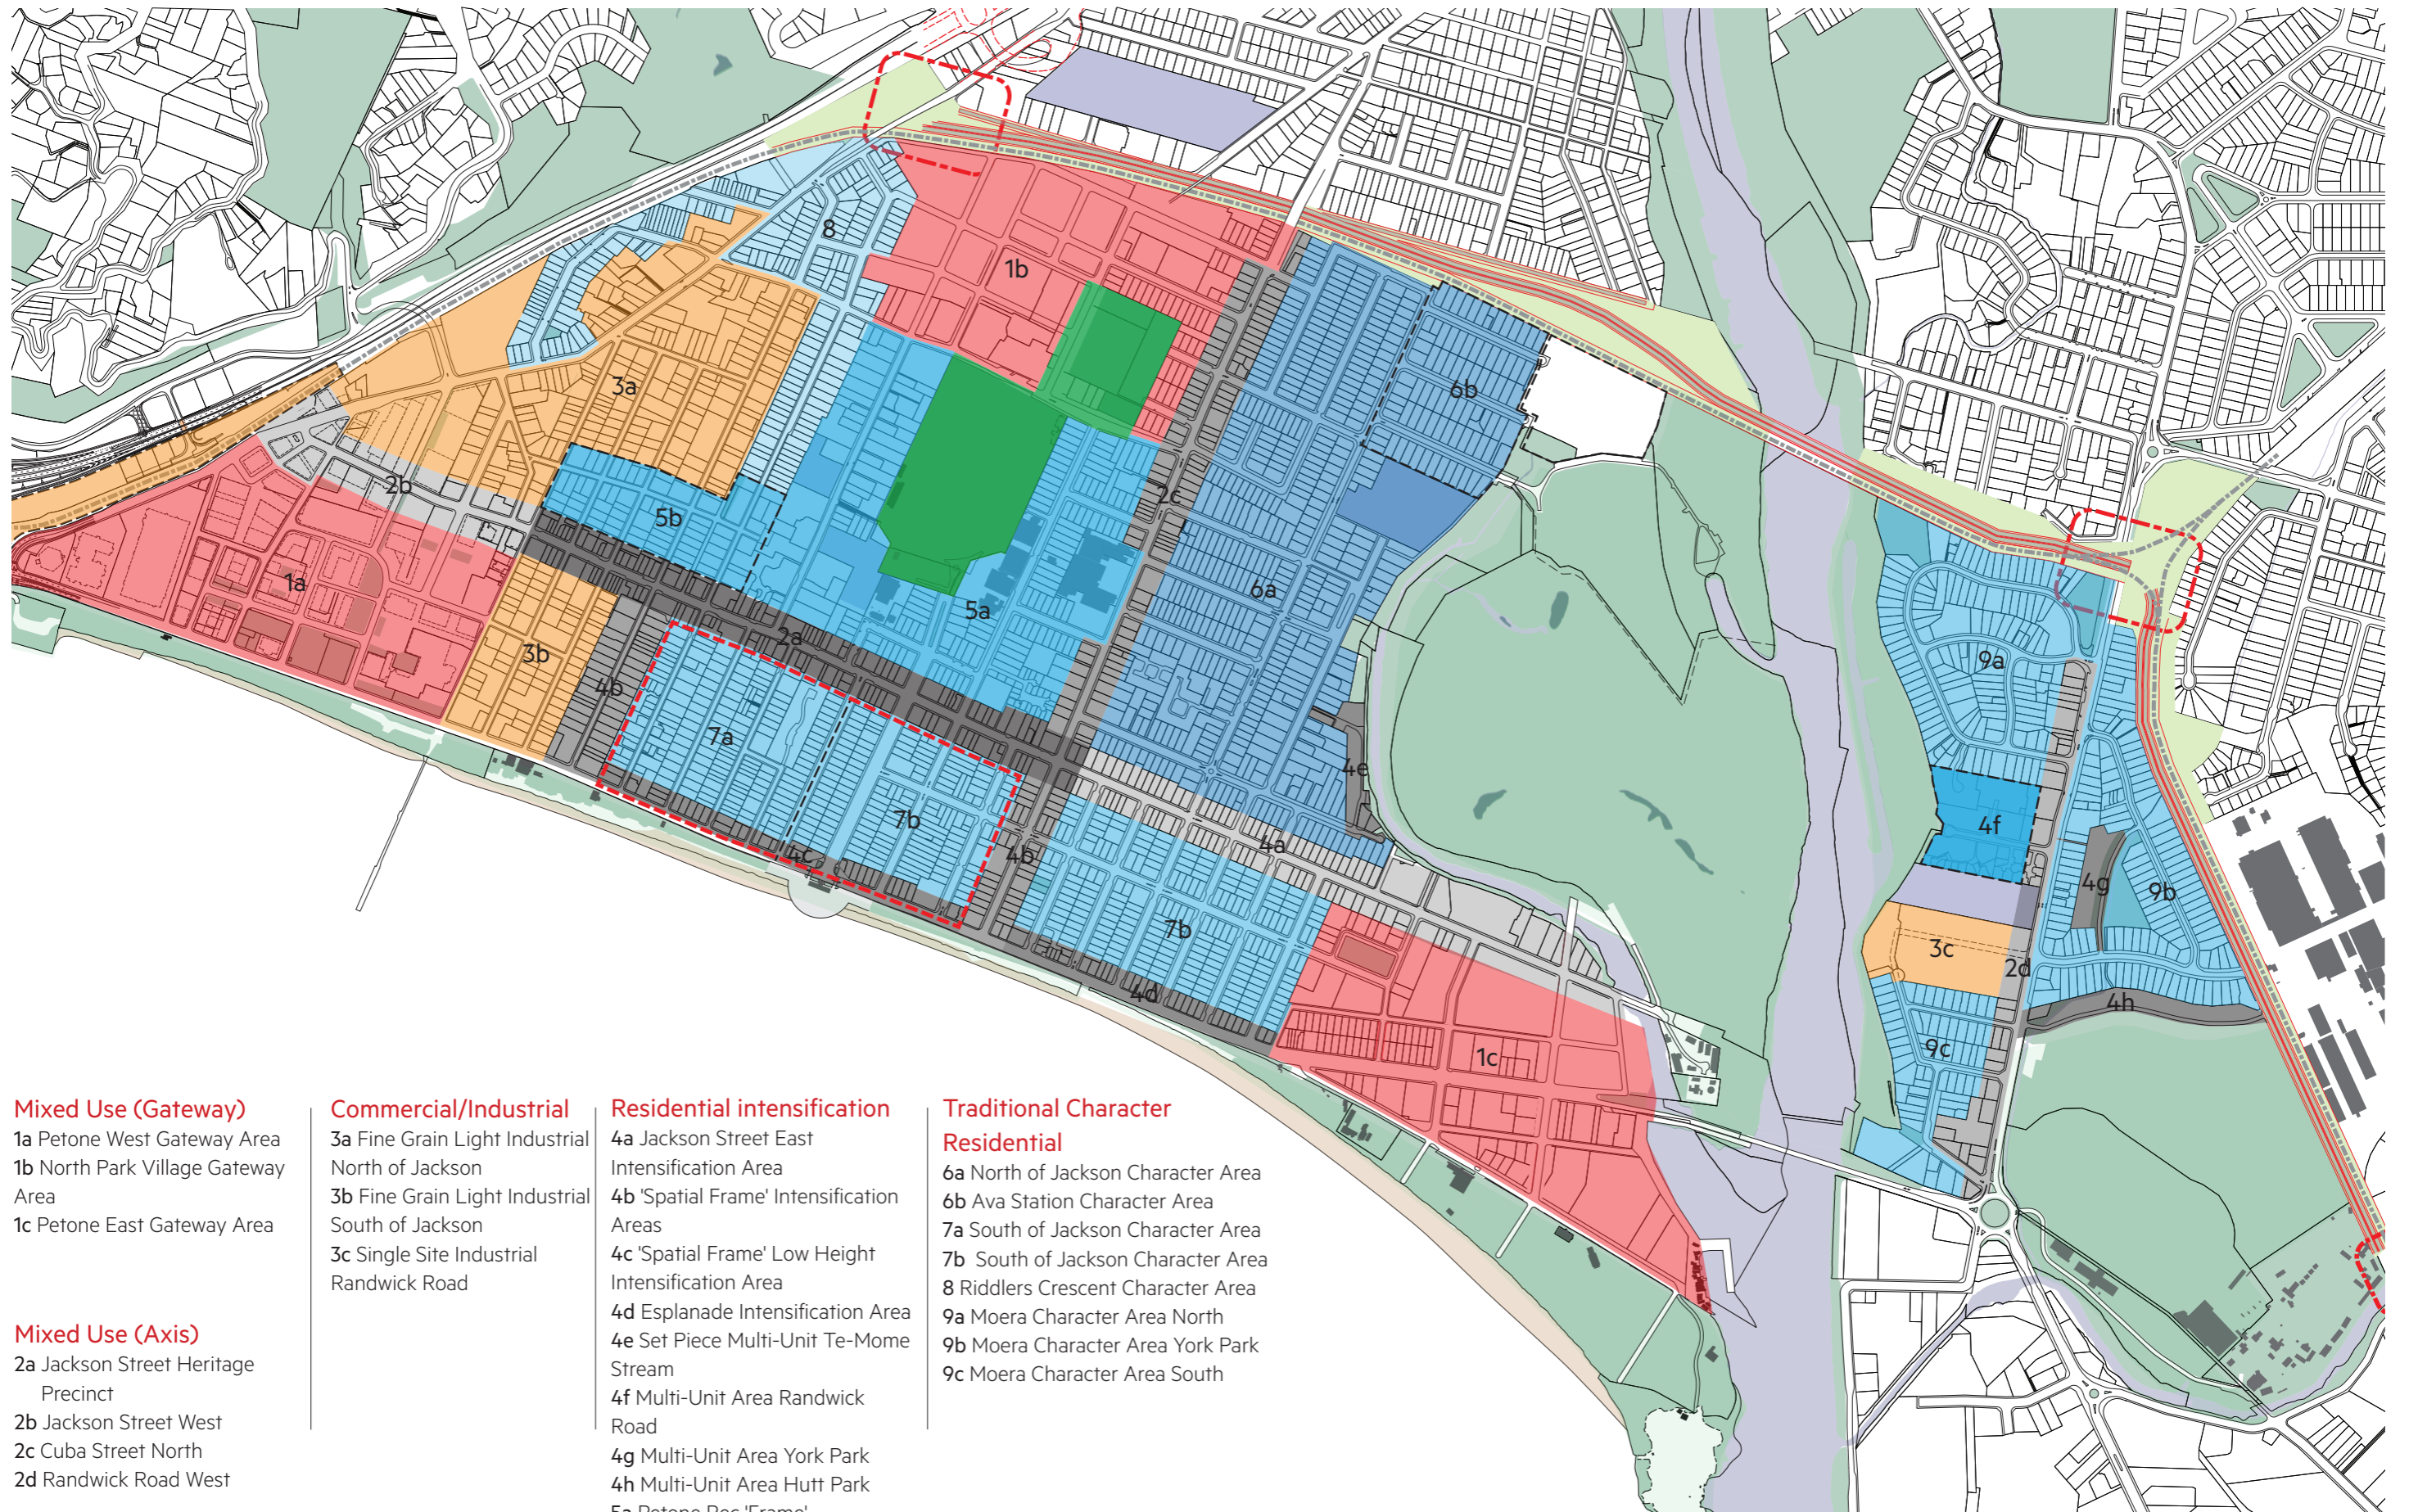 8
1b
3a
6b
2b
2c
5b
1a
6a
5a
2a
3b
9a
4b
7a
4e
7b
4f
4a
4c
4b
4g
9b
7b
3c
2d
4d
4h
9c
1c
Mixed Use (Gateway)
1a Petone West Gateway Area
1b North Park Village Gateway
Area
1c Petone East Gateway Area
Mixed Use (Axis)
2a Jackson Street Heritage
Precinct
2b Jackson Street West
2c Cuba Street North
2d Randwick Road West
Commercial/Industrial
3a Fine Grain Light Industrial
North of Jackson
3b Fine Grain Light Industrial
South of Jackson
3c Single Site Industrial
Randwick Road
Residential intensification
4a Jackson Street East
Intensification Area
4b 'Spatial Frame' Intensification
Areas
4c 'Spatial Frame' Low Height
Intensification Area
4d Esplanade Intensification Area
4e Set Piece Multi-Unit Te-Mome
Stream
4f Multi-Unit Area Randwick
Road
4g Multi-Unit Area York Park
4h Multi-Unit Area Hutt Park
5a Petone Rec 'Frame'
Traditional Character
Residential
6a North of Jackson Character Area
6b Ava Station Character Area
7a South of Jackson Character Area
7b South of Jackson Character Area
8 Riddlers Crescent Character Area
9a Moera Character Area North
9b Moera Character Area York Park
9c Moera Character Area South